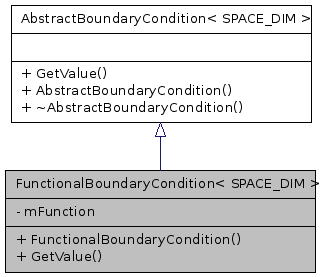 AbstractBoundaryCondition< SPACE_DIM >
+ GetValue()
+ AbstractBoundaryCondition()
+ ~AbstractBoundaryCondition()
FunctionalBoundaryCondition< SPACE_DIM >
- mFunction
+ FunctionalBoundaryCondition()
+ GetValue()